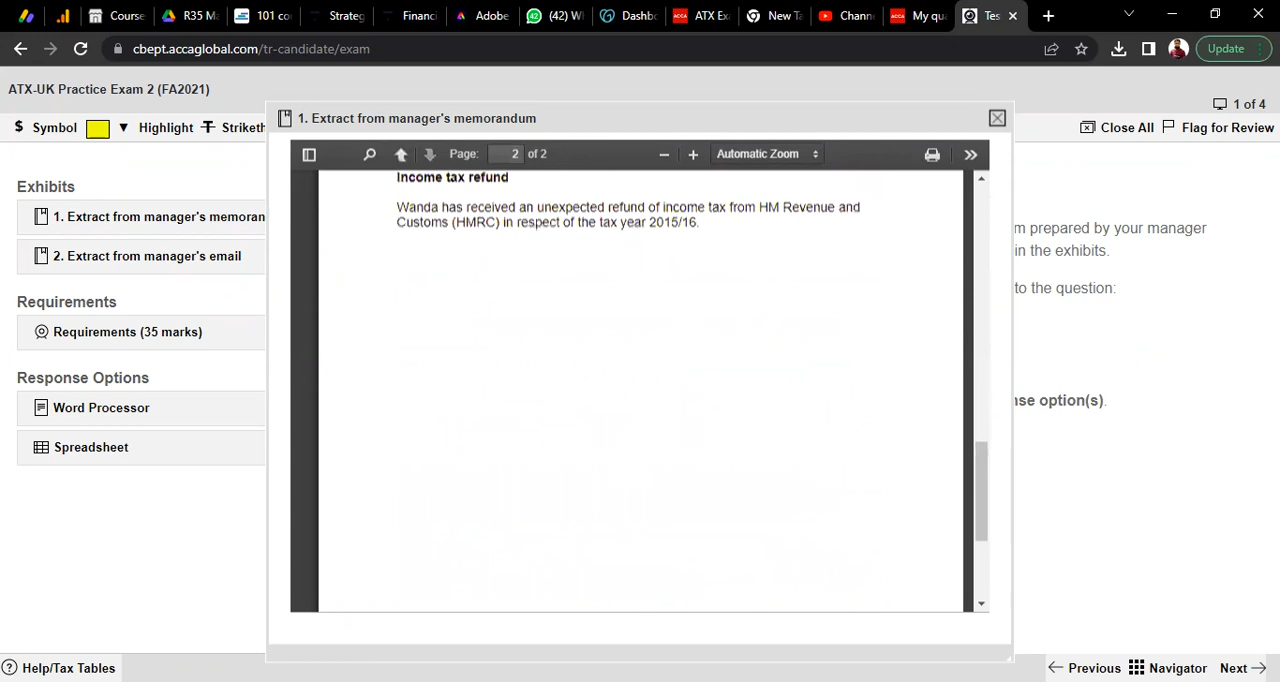 Course
R35 Ma
101 co
Strateg
Financi
Adobe
(42) W
Dashb
ATX Ex
New Ta
Chann
My qu
Tes
cbept.accaglobal.com/tr-candidate/exam
Update
ATX-UK Practice Exam 2 (FA2021)
1 of 4
$ Symbol
Highlight
Striketh
Close All
Flag for Review
1. Extract from manager's memorandum
Page: 2 of 2
Automatic Zoom
Exhibits
1. Extract from manager's memoran
2. Extract from manager's email
Requirements
Requirements (35 marks)
Response Options
Word Processor
Spreadsheet
Income tax refund
Wanda has received an unexpected refund of income tax from HM Revenue and
Customs (HMRC) in respect of the tax year 2015/16.
m prepared by your manager
in the exhibits.
to the question:
nse option(s).
Help/Tax Tables
Previous
Navigator
Next